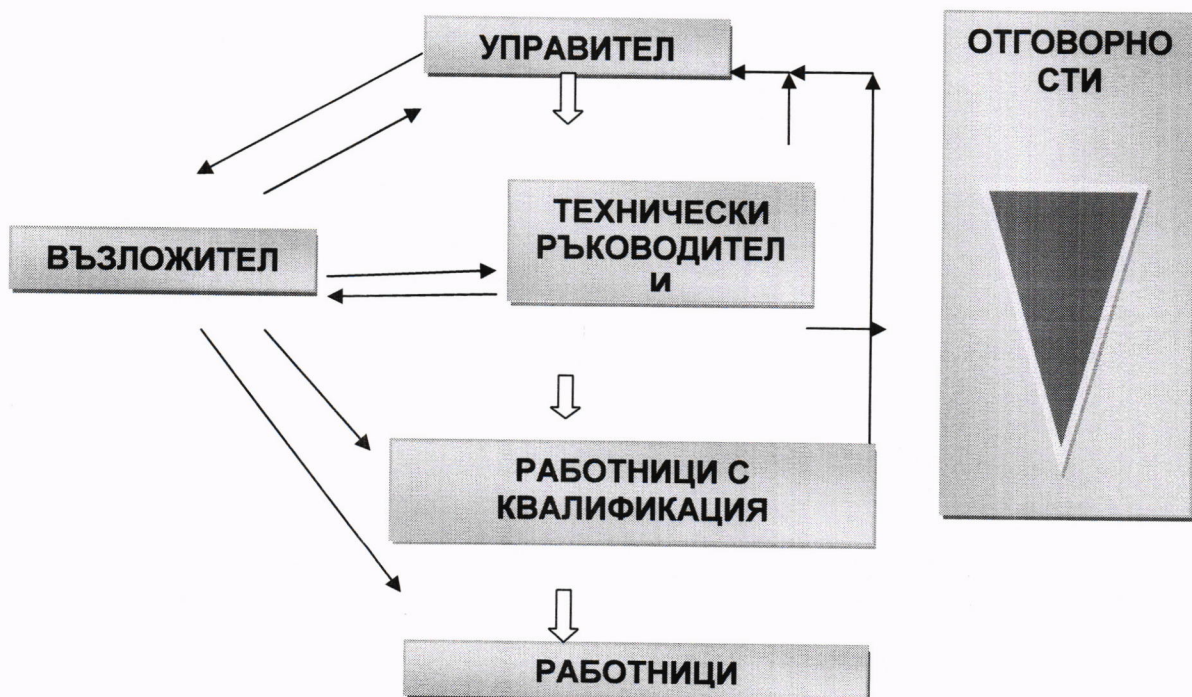 УПРАВИТЕЛ
ОТГОВОРНО
СТИ
ТЕХНИЧЕСКИ
РЪКОВОДИТЕЛ
И
ВЪЗЛОЖИТЕЛ
РАБОТНИЦИ С
КВАЛИФИКАЦИЯ
РАБОТНИЦИ